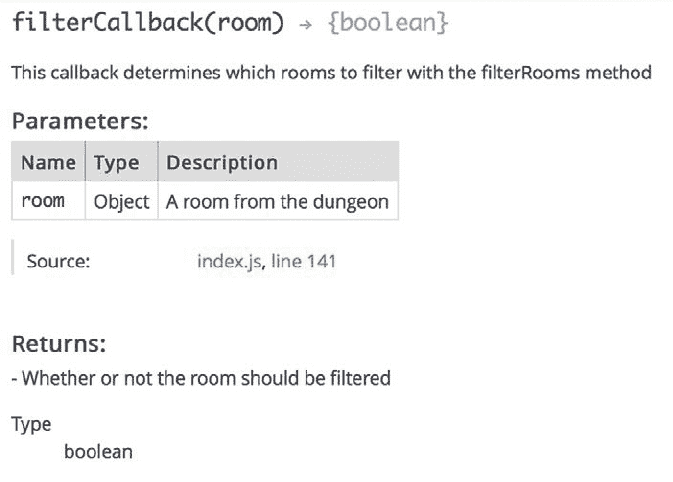 filterCallback(room) → {boolean}
This callback determines which rooms to filter with the filterRooms method
Parameters:
Name Type Description
room Object A room from the dungeon
Source: index.js, line 141
Returns:
- Whether or not the room should be filtered
Type
boolean